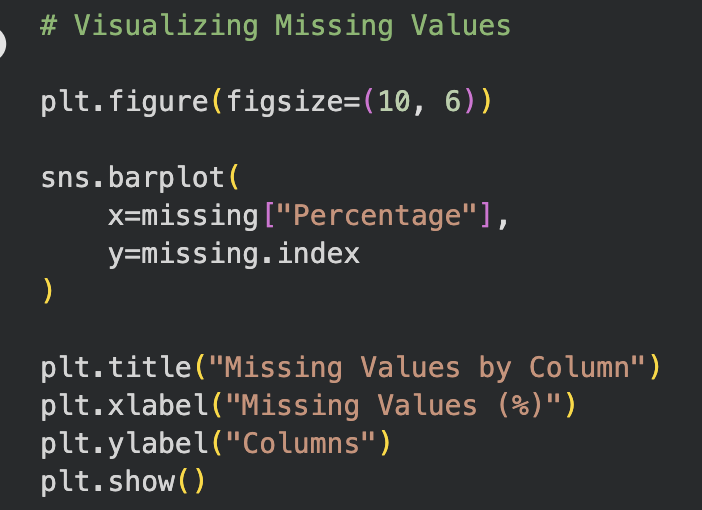 # Visualizing Missing Values
plt.figure(figsize=(10, 6))
sns.barplot(
    x=missing["Percentage"],
    y=missing.index
)
plt.title("Missing Values by Column")
plt.xlabel("Missing Values (%)")
plt.ylabel("Columns")
plt.show()